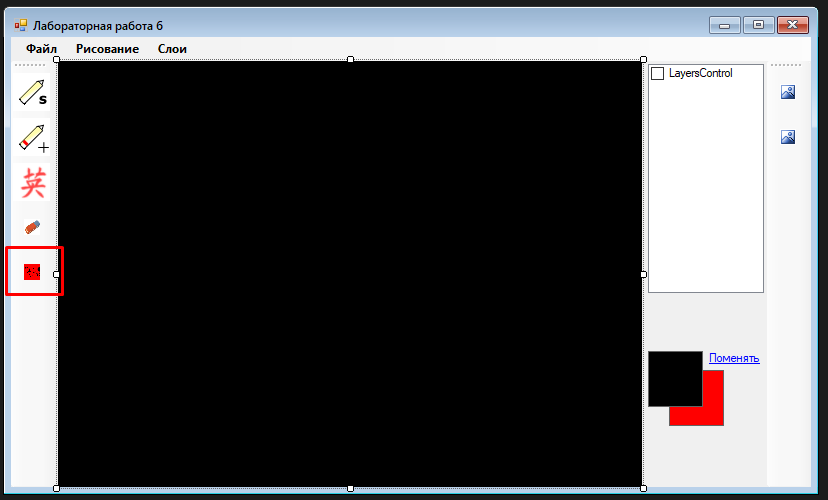 Лабораторная работа 6
Файл Рисование Слои
LayersControl
s
英
Поменять